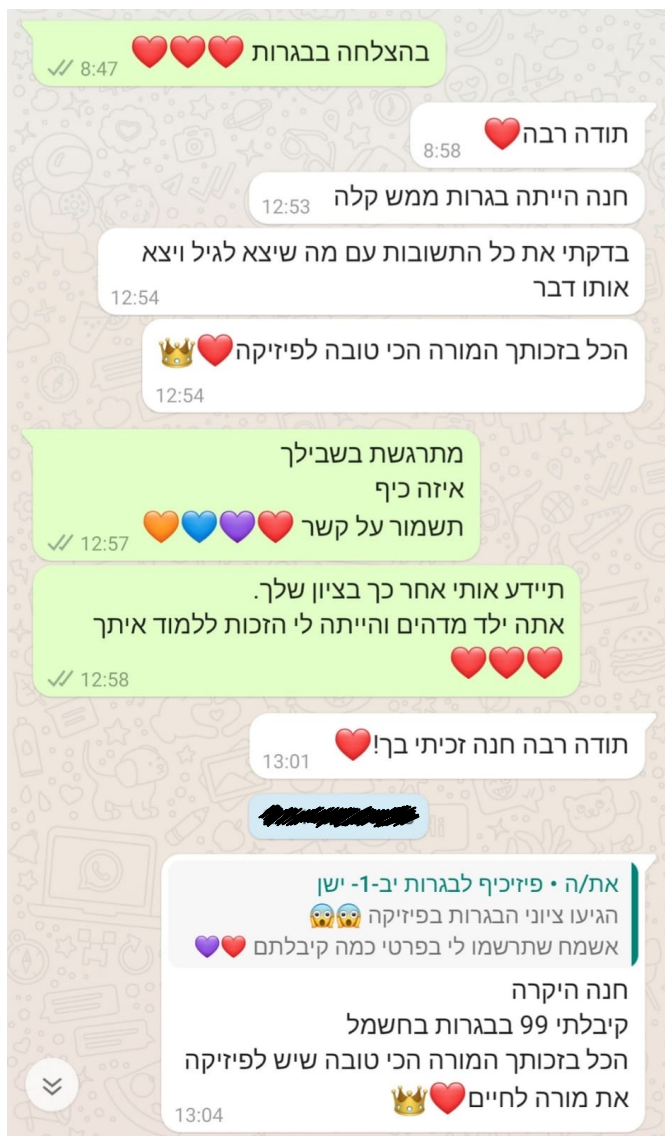 בהצלחה בבגרות ❤️❤️❤️
8:47
תודה רבה❤️
8:58
חנה הייתה בגרות ממש קלה
12:53
בדקתי את כל התשובות עם מה שיצא לגיל ויצא
אותו דבר
12:54
הכל בזכותך המורה הכי טובה לפיזיקה❤️👑
12:54
מתרגשת בשבילך
איזה כיף
תשמור על קשר ❤️💜💙🧡
12:57
תיידע אותי אחר כך בציון שלך.
אתה ילד מדהים והייתה לי הזכות ללמוד איתך
❤️❤️❤️
12:58
תודה רבה חנה זכיתי בך!❤️
13:01
את/ה • פיזיכיף לבגרות יב-1- ישן
הגיעו ציוני הבגרות בפיזיקה 😱😱
אשמח שתרשמו לי בפרטי כמה קיבלתם ❤️💜
חנה היקרה
קיבלתי 99 בבגרות בחשמל
הכל בזכותך המורה הכי טובה שיש לפיזיקה
את מורה לחיים❤️👑
13:04